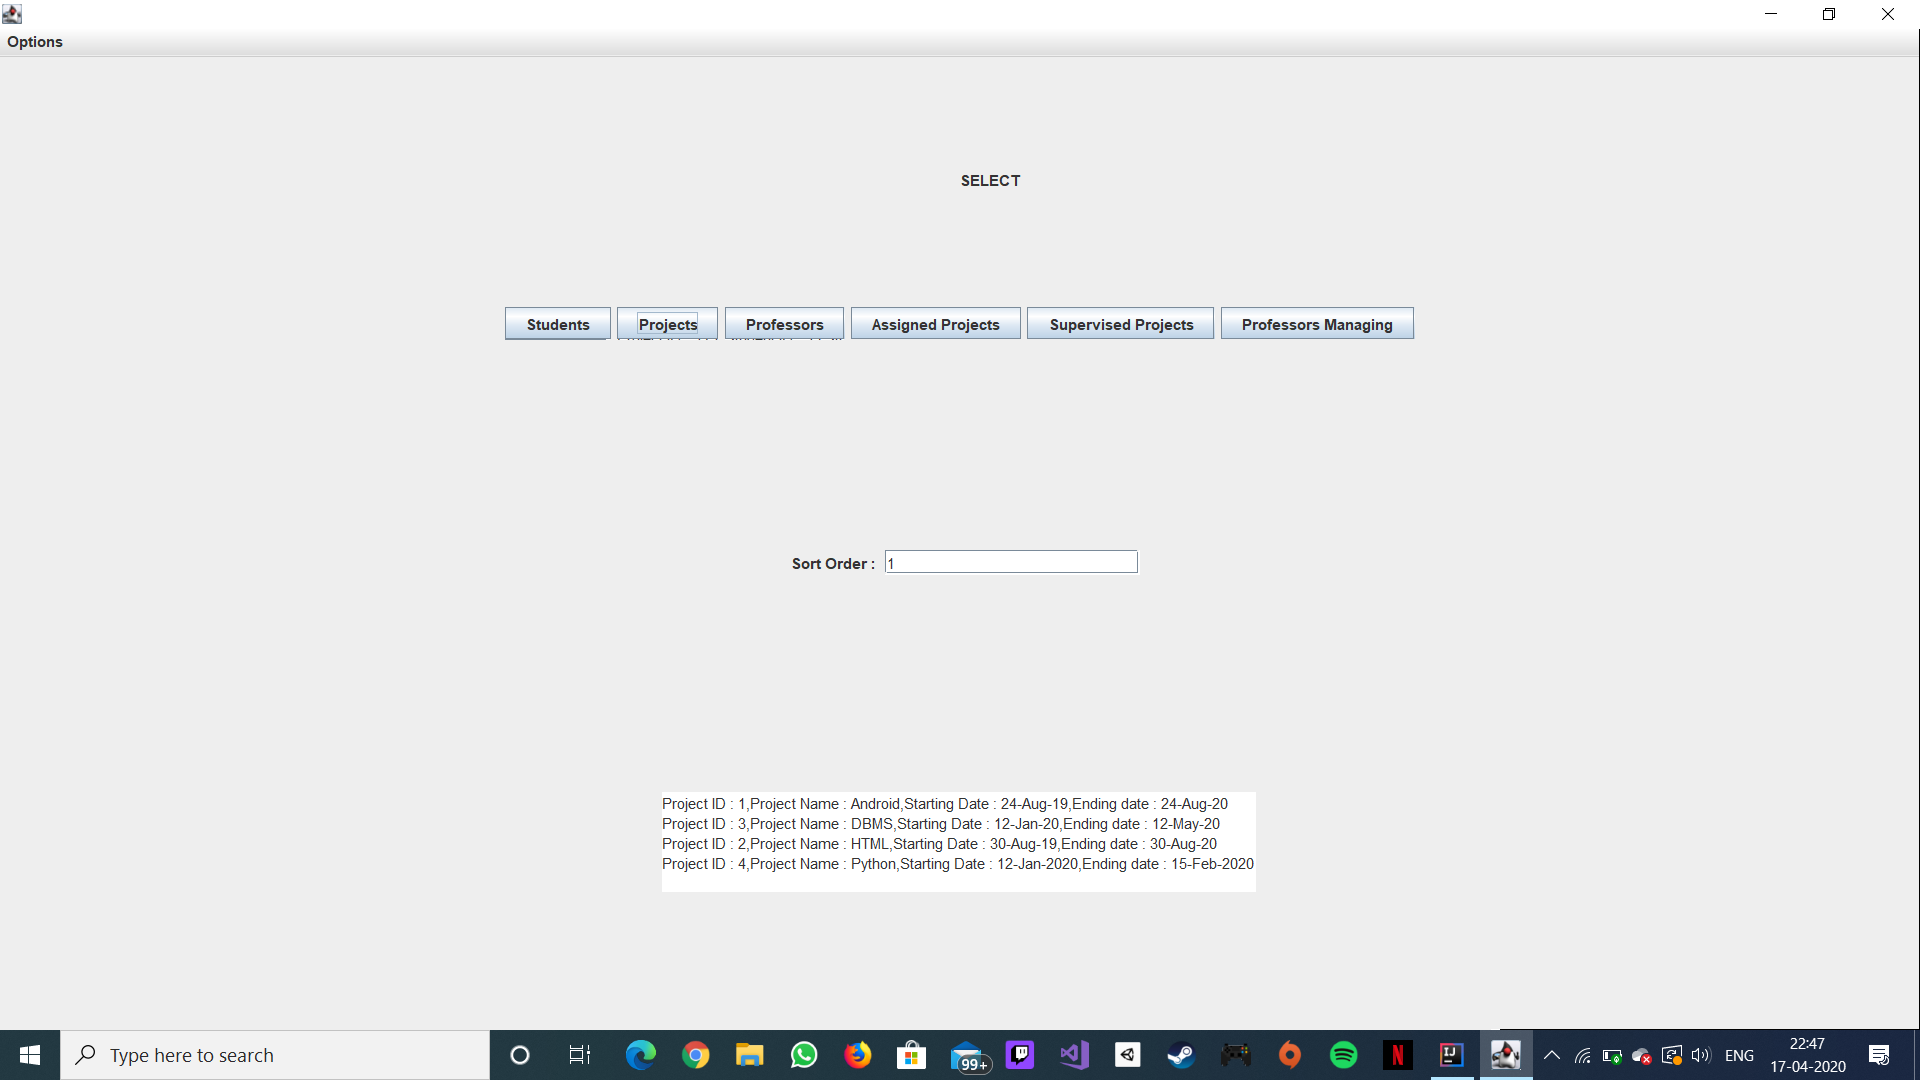 Options
SELECT
Students Projects Professors Assigned Projects Supervised Projects Professors Managing
Sort Order : 1
Project ID : 1,Project Name : Android,Starting Date : 24-Aug-19,Ending date : 24-Aug-20
Project ID : 3,Project Name : DBMS,Starting Date : 12-Jan-20,Ending date : 12-May-20
Project ID : 2,Project Name : HTML,Starting Date : 30-Aug-19,Ending date : 30-Aug-20
Project ID : 4,Project Name : Python,Starting Date : 12-Jan-2020,Ending date : 15-Feb-2020
Type here to search
99+
N
IJ
ENG
22:47
17-04-2020